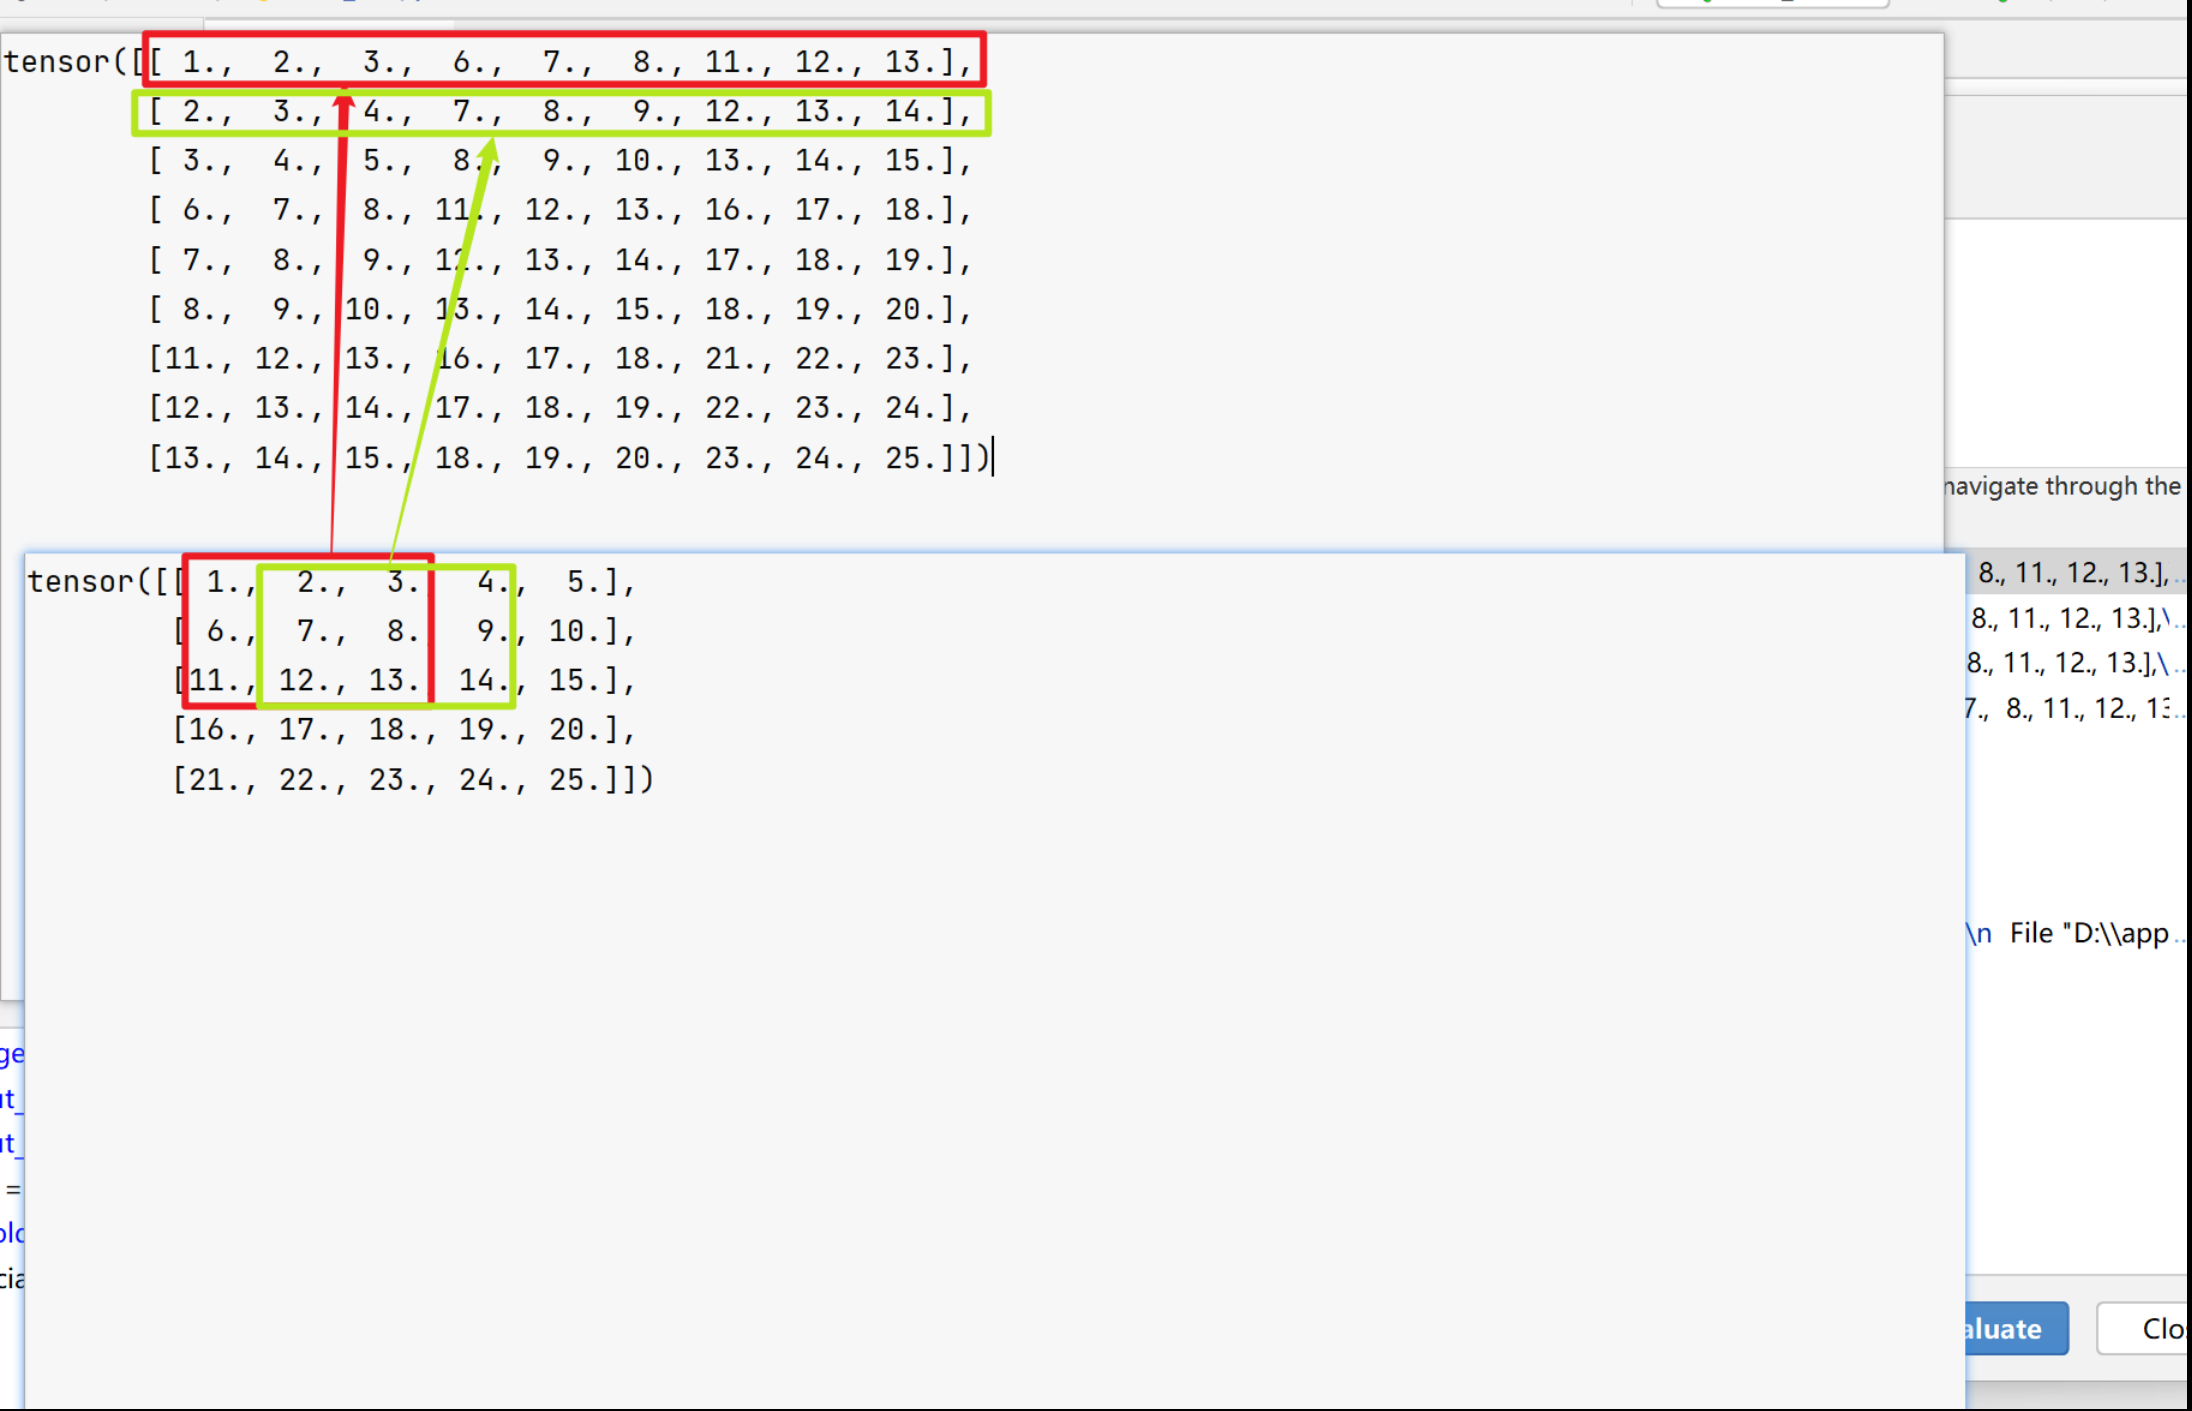 tensor([[ 1., 2., 3., 6., 7., 8., 11., 12., 13.],
[ 2., 3., 4., 7., 8., 9., 12., 13., 14.],
[ 3., 4., 5., 8., 9., 10., 13., 14., 15.],
[ 6., 7., 8., 11., 12., 13., 16., 17., 18.],
[ 7., 8., 9., 12., 13., 14., 17., 18., 19.],
[ 8., 9., 10., 13., 14., 15., 18., 19., 20.],
[11., 12., 13., 16., 17., 18., 21., 22., 23.],
[12., 13., 14., 17., 18., 19., 22., 23., 24.],
[13., 14., 15., 18., 19., 20., 23., 24., 25.]])
navigate through the
tensor([[ 1., 2., 3., 4., 5.],
[ 6., 7., 8., 9., 10.],
[11., 12., 13., 14., 15.],
[16., 17., 18., 19., 20.],
[21., 22., 23., 24., 25.]])
8., 11., 12., 13.],...
8., 11., 12., 13.],\...
8., 11., 12., 13.],\...
7., 8., 11., 12., 13...
\n File "D:\\app...
ge
ut_
ut_
=
old
cia
aluate
Clos